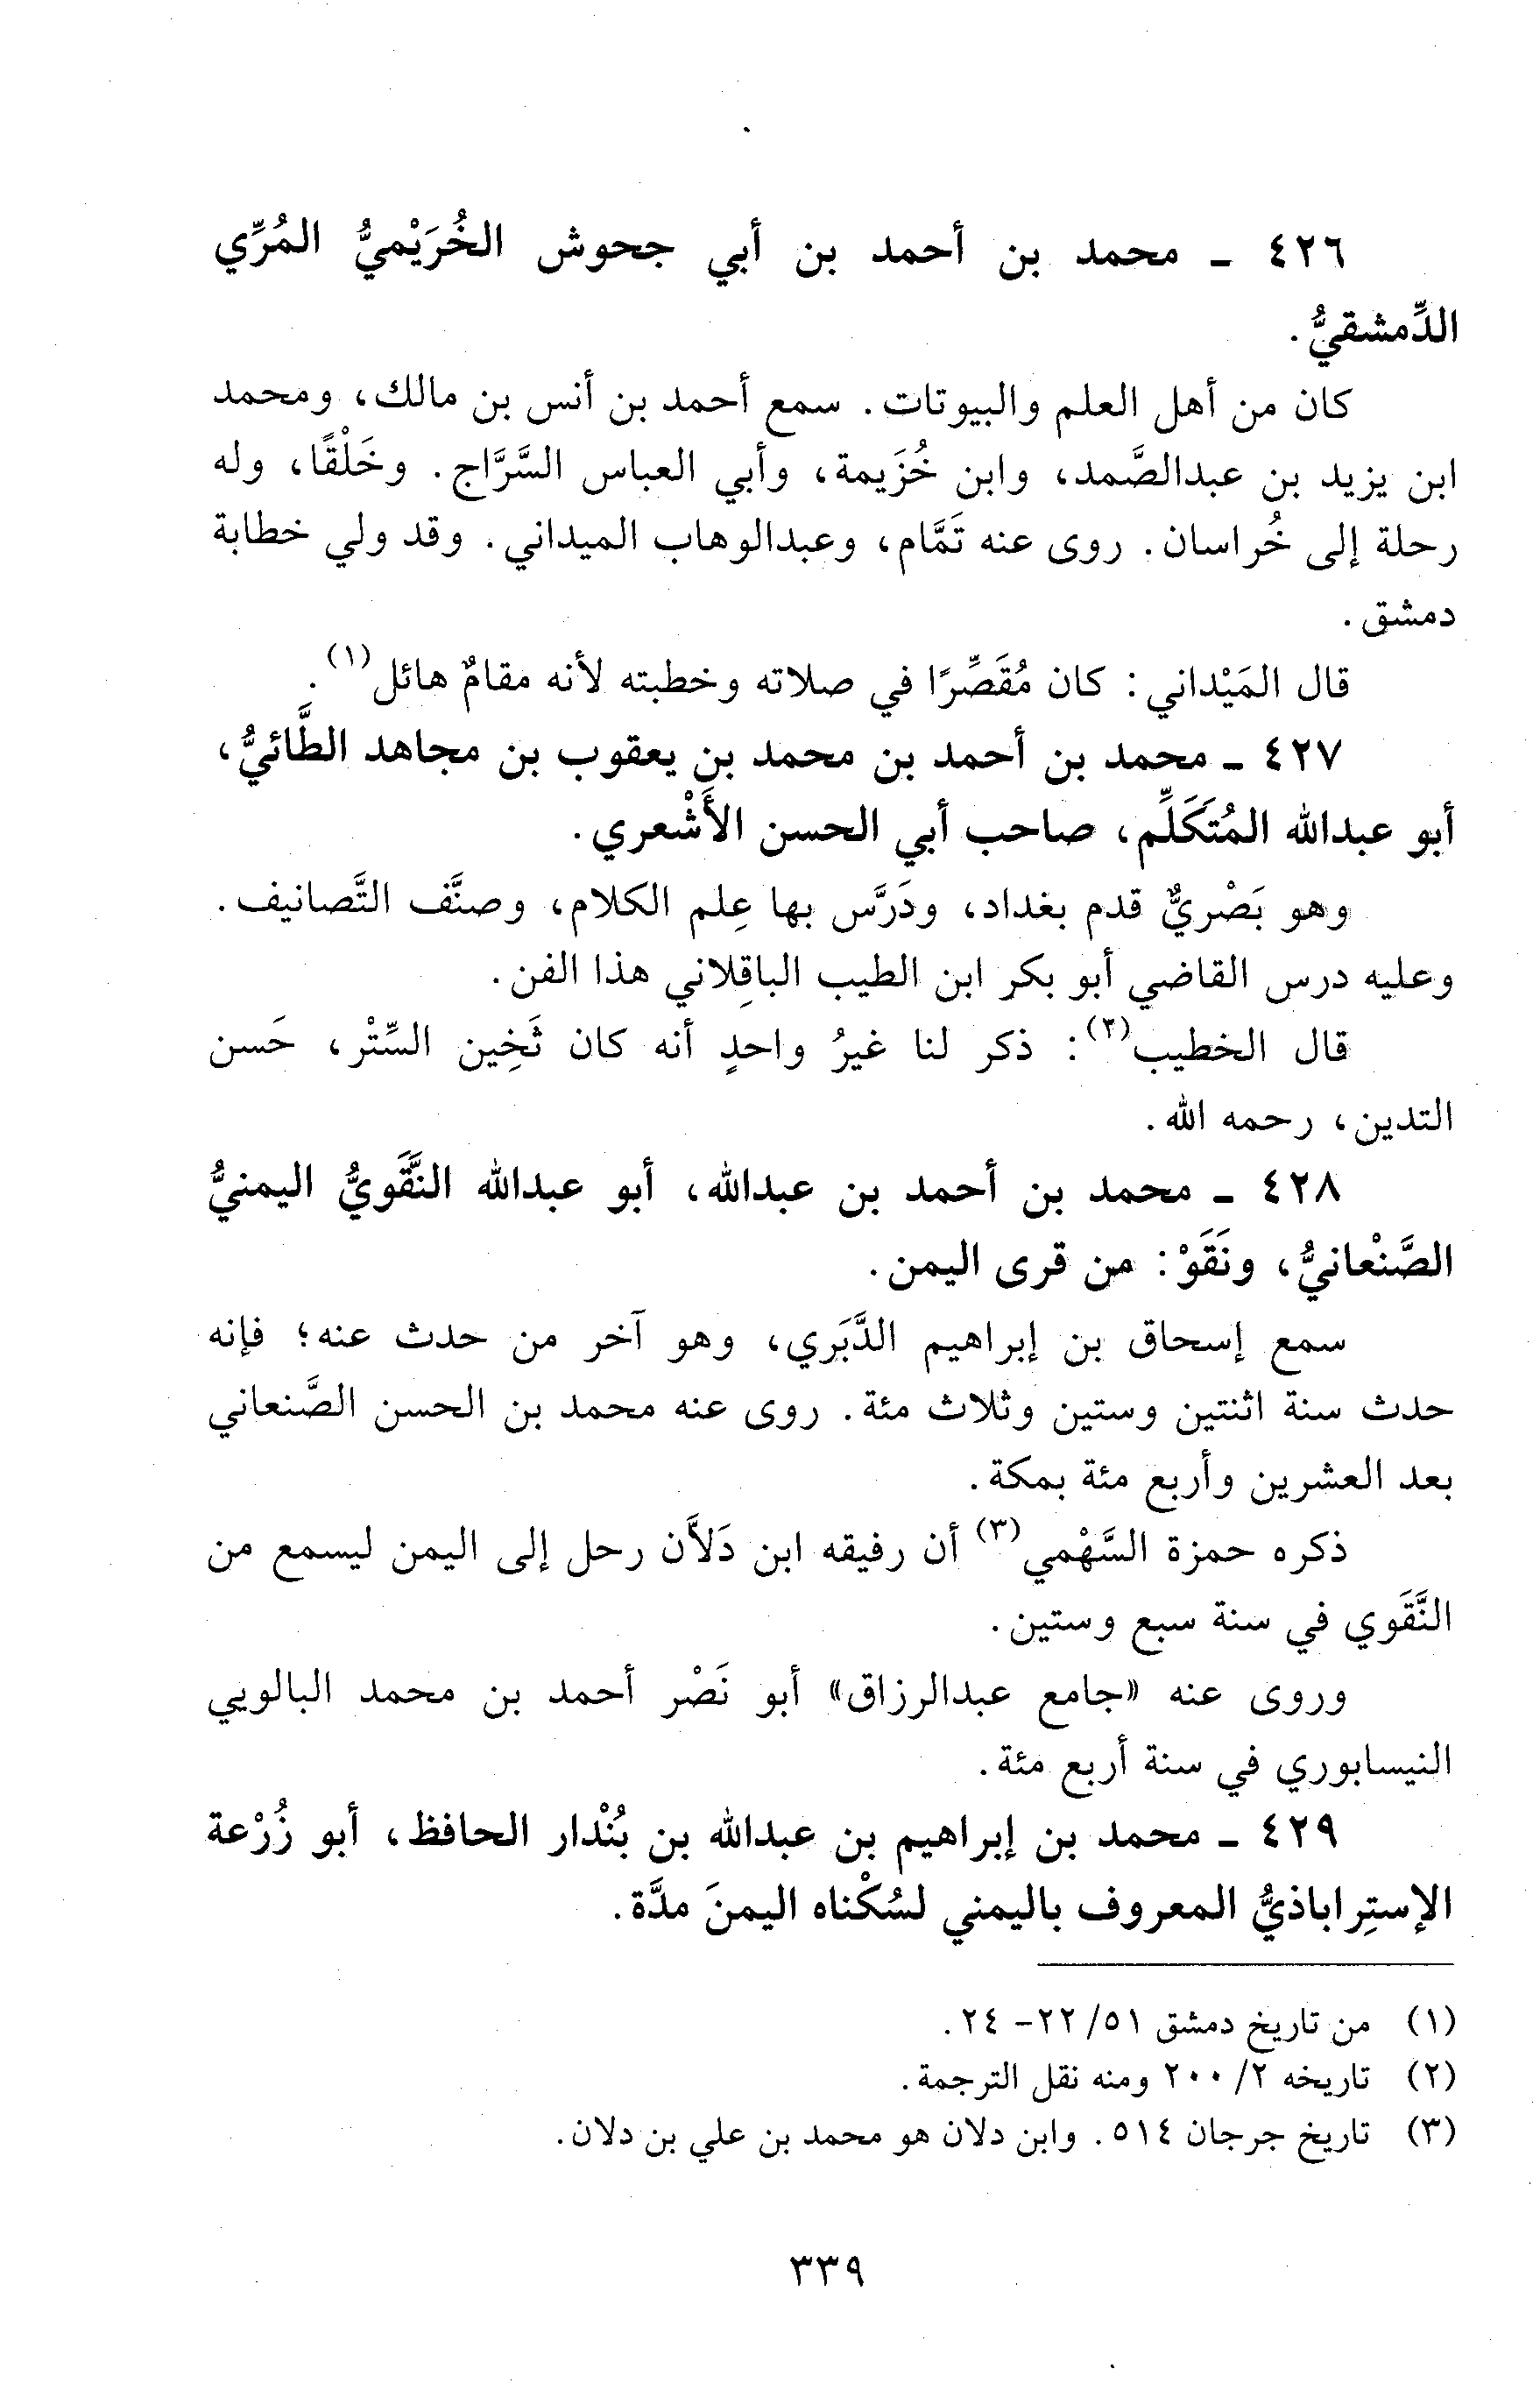 ٤٢٦ ـ محمد بن أحمد بن أبي جحوش الخُرَيْميُّ المُرِّي
الدِّمشقيُّ.
كان من أهل العلم والبيوتات. سمع أحمد بن أنس بن مالك، ومحمد
ابن يزيد بن عبدالصَّمد، وابن خُزَيمة، وأبي العباس السَّرَّاج. وخَلْقًا، وله
رحلة إلى خُراسان. روى عنه تَمَّام، وعبدالوهاب الميداني. وقد ولي خطابة
دمشق.
قال المَيْداني: كان مُقَصِّرًا في صلاته وخطبته لأنه مقامٌ هائل(١).
٤٢٧ ـ محمد بن أحمد بن محمد بن يعقوب بن مجاهد الطَّائيُّ،
أبو عبدالله المُتَكَلِّم، صاحب أبي الحسن الأَشْعري.
وهو بَصْريٌّ قدم بغداد، ودَرَّس بها عِلم الكلام، وصنَّف التَّصانيف.
وعليه درس القاضي أبو بكر ابن الطيب الباقِلاني هذا الفن.
قال الخطيب(٢): ذكر لنا غيرُ واحدٍ أنه كان ثَخِين السِّتْر، حَسن
التدين، رحمه الله.
٤٢٨ ـ محمد بن أحمد بن عبدالله، أبو عبدالله النَّقَويُّ اليمنيُّ
الصَّنْعانيُّ، ونَقَوْ: من قرى اليمن.
سمع إسحاق بن إبراهيم الدَّبَري، وهو آخر من حدث عنه؛ فإنه
حدث سنة اثنتين وستين وثلاث مئة. روى عنه محمد بن الحسن الصَّنعاني
بعد العشرين وأربع مئة بمكة.
ذكره حمزة السَّهْمي(٣) أن رفيقه ابن دَلاَّن رحل إلى اليمن ليسمع من
النَّقَوي في سنة سبع وستين.
وروى عنه «جامع عبدالرزاق» أبو نَصْر أحمد بن محمد البالويي
النيسابوري في سنة أربع مئة.
٤٢٩ ـ محمد بن إبراهيم بن عبدالله بن بُنْدار الحافظ، أبو زُرْعة
الإستِراباذيُّ المعروف باليمني لسُكْناه اليمنَ مدَّة.
(١) من تاريخ دمشق ٥١/ ٢٢- ٢٤.
(٢) تاريخه ٢/ ٢٠٠ ومنه نقل الترجمة.
(٣) تاريخ جرجان ٥١٤. وابن دلان هو محمد بن علي بن دلان.
٣٣٩